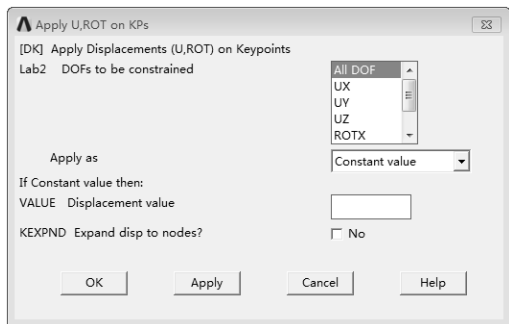 Apply U,ROT on KPs
[DK] Apply Displacements (U,ROT) on Keypoints
Lab2 DOFs to be constrained
All DOF
UX
UY
UZ
ROTX
Apply as
Constant value
If Constant value then:
VALUE Displacement value
KEXPND Expand disp to nodes?
No
OK
Apply
Cancel
Help